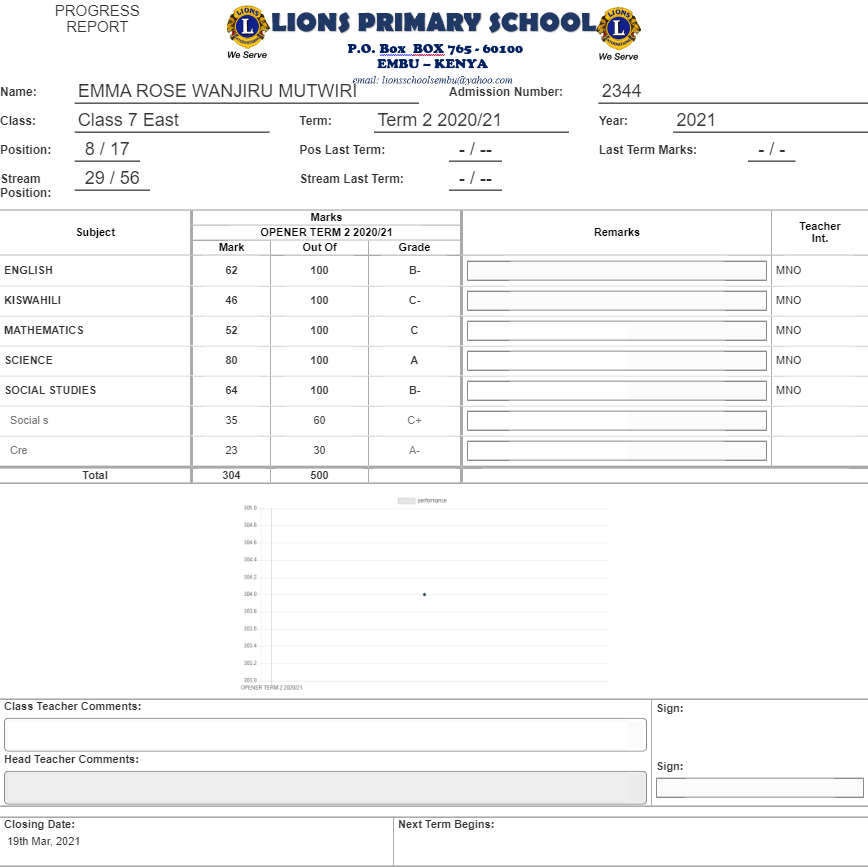 PROGRESS
REPORT
LIONS PRIMARY SCHOOL
We Serve
We Serve
P.O. Box BOX 765 - 60100
EMBU – KENYA
email: lionsschoolsembu@yahoo.com
Name: EMMA ROSE WANJIRU MUTWIRI Admission Number: 2344
Class: Class 7 East Term: Term 2 2020/21 Year: 2021
Position: 8 / 17 Pos Last Term: - / -- Last Term Marks: - / -
Stream Position: 29 / 56 Stream Last Term: - / --
Subject Marks Remarks Teacher Int.
OPENER TERM 2 2020/21
Mark Out Of Grade
ENGLISH 62 100 B- MNO
KISWAHILI 46 100 C- MNO
MATHEMATICS 52 100 C MNO
SCIENCE 80 100 A MNO
SOCIAL STUDIES 64 100 B- MNO
Social s 35 60 C+
Cre 23 30 A-
Total 304 500
performance
305.0
304.8
304.6
304.4
304.2
304.0
303.8
303.6
303.4
303.2
303.0
OPENER TERM 2 2020/21
Class Teacher Comments: Sign:
Head Teacher Comments: Sign:
Closing Date: Next Term Begins:
19th Mar, 2021